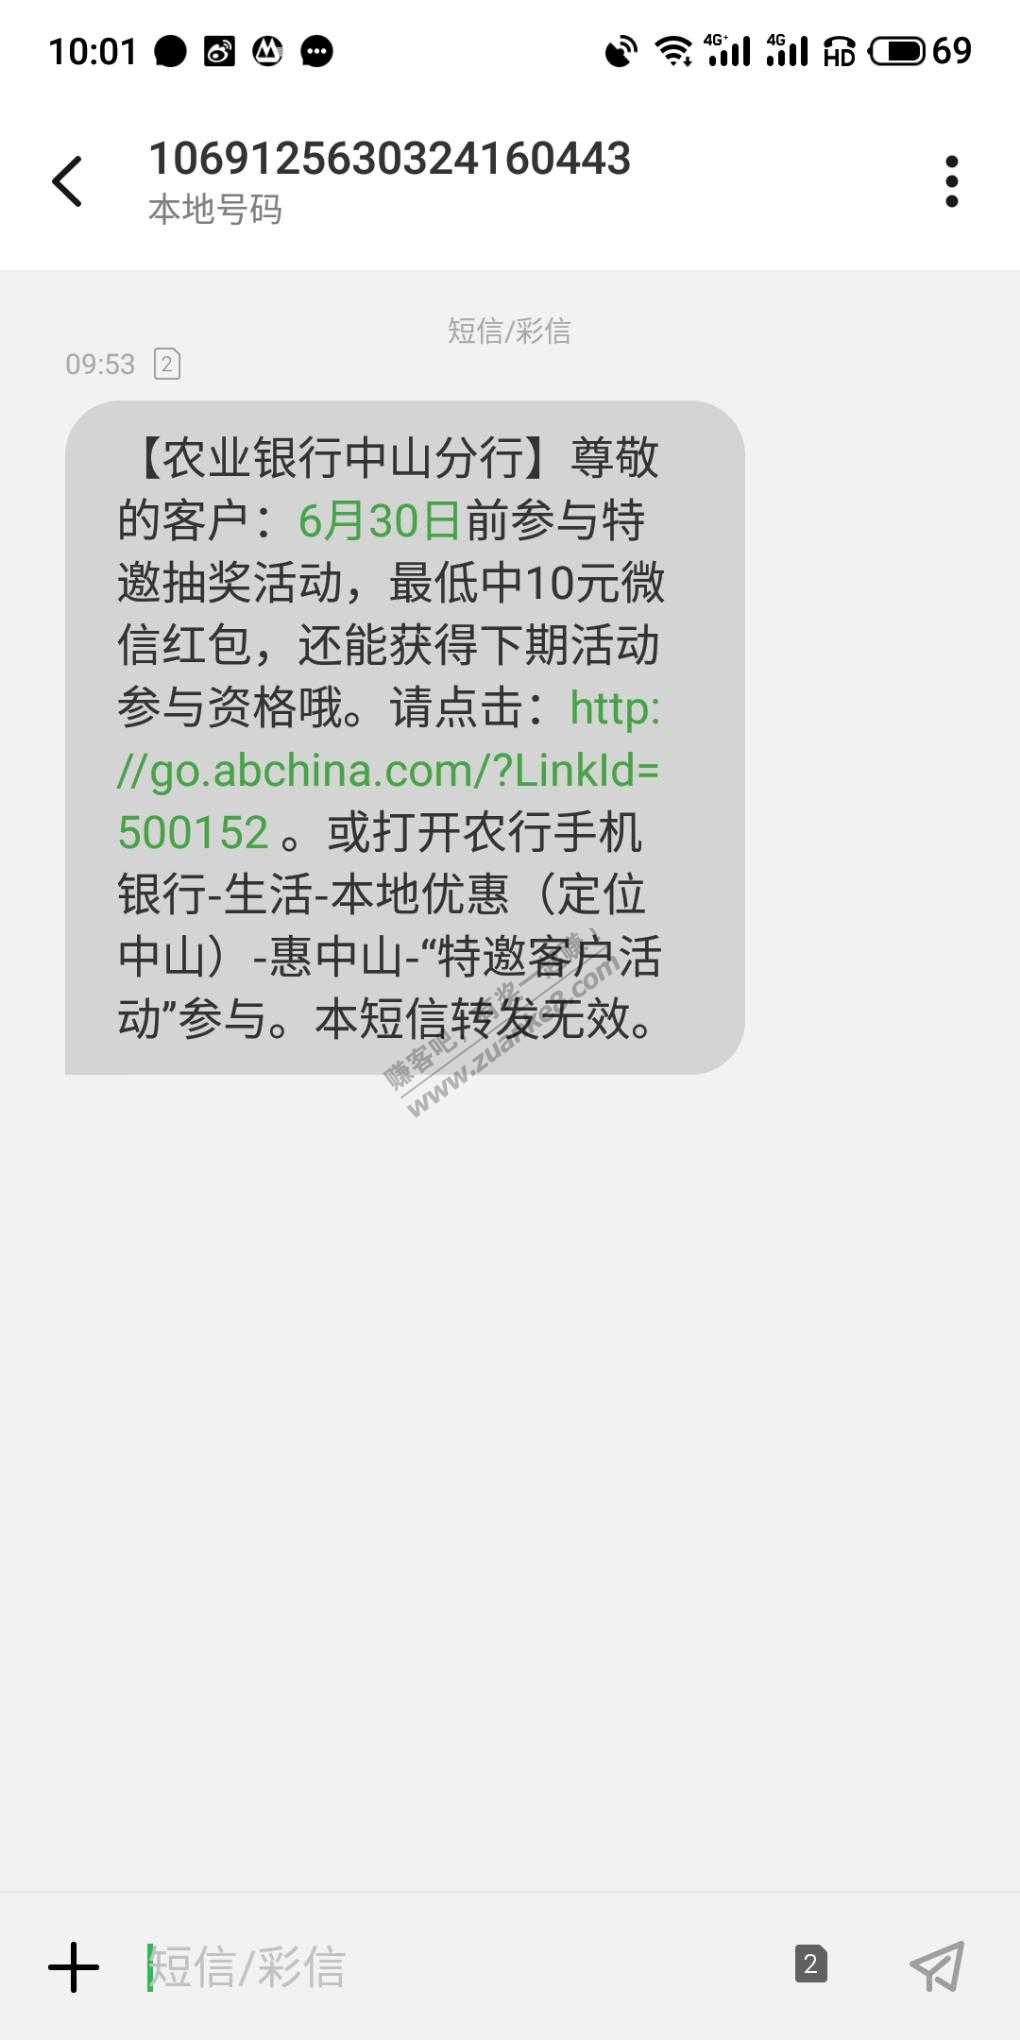 10:01 4G+ 4G HD 69
1069125630324160443
本地号码
短信/彩信
09:53 2
【农业银行中山分行】尊敬
的客户：6月30日前参与特
邀抽奖活动，最低中10元微
信红包，还能获得下期活动
参与资格哦。请点击：http:
//go.abchina.com/?LinkId=
500152 。或打开农行手机
银行-生活-本地优惠（定位
中山）-惠中山-“特邀客户活
动”参与。本短信转发无效。
赚客吧，有奖一起赚！
www.zuanke8.com
短信/彩信 2